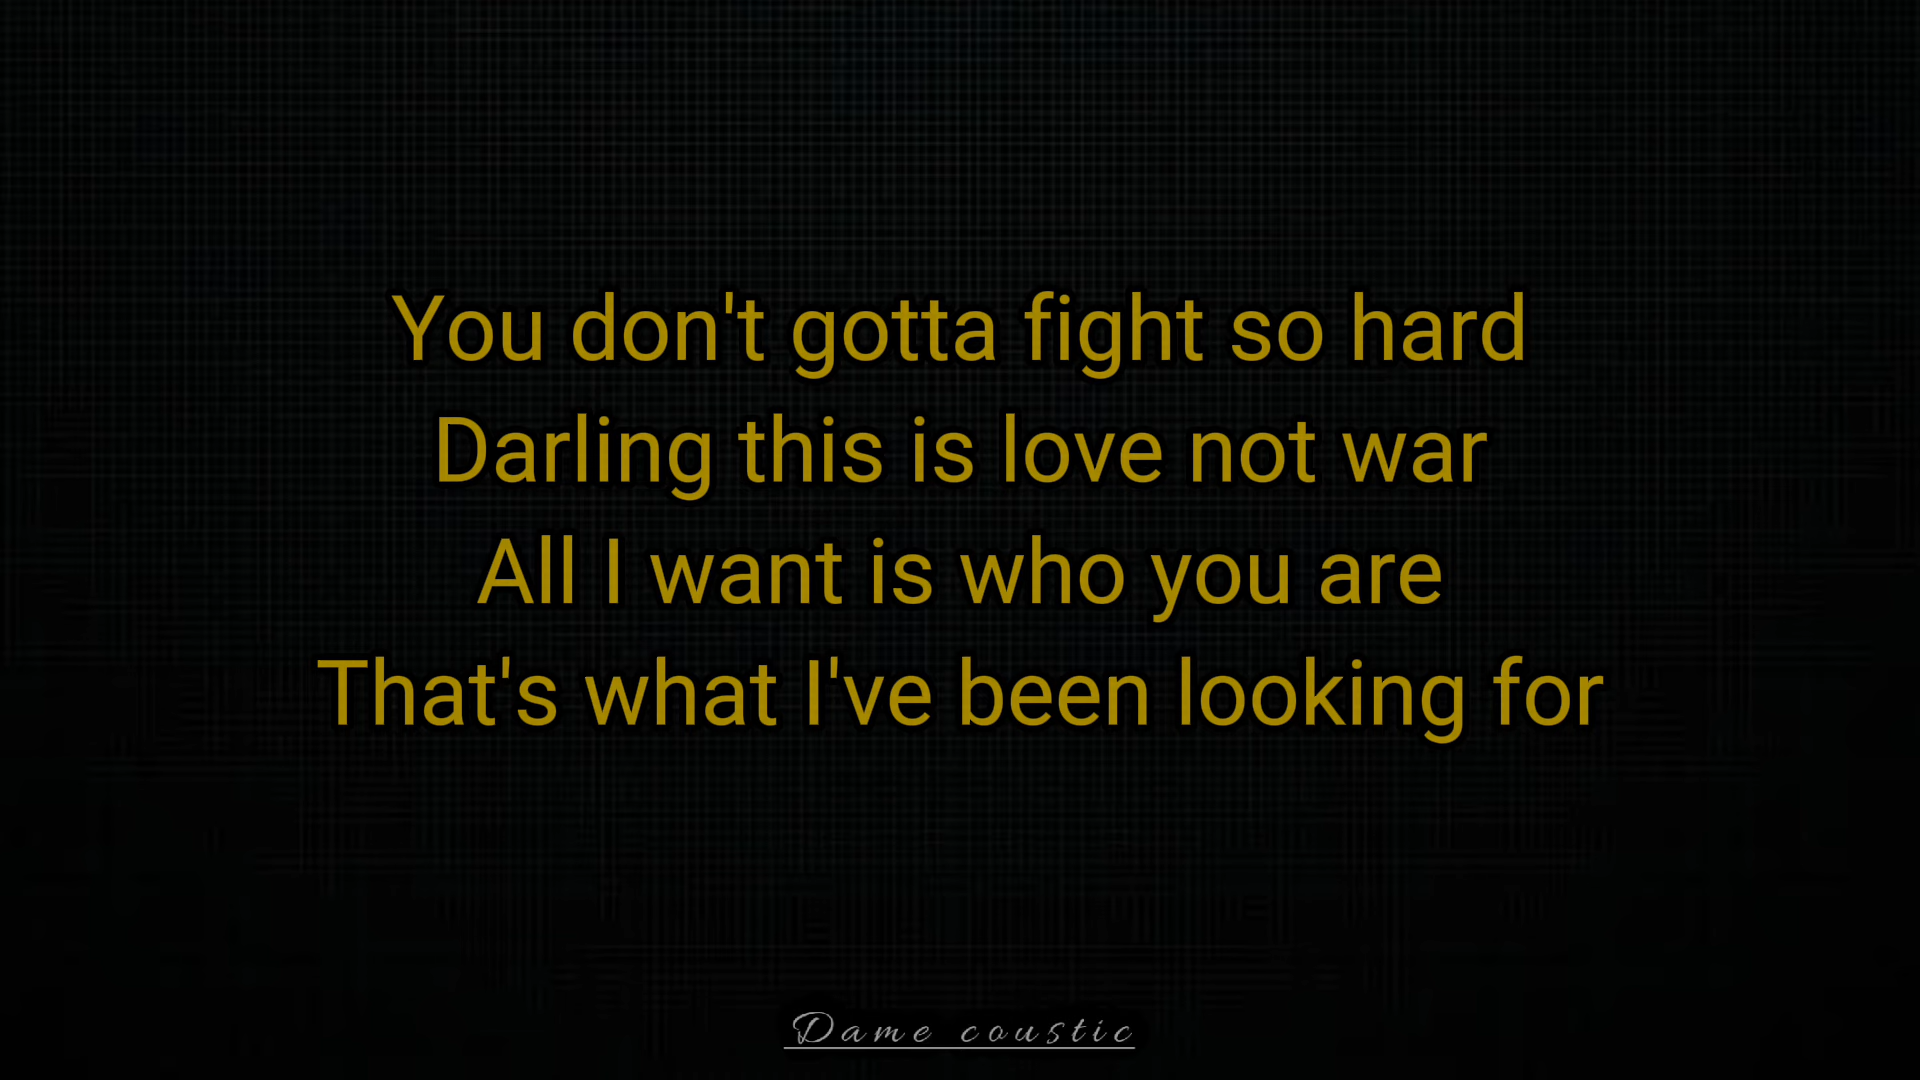 You don't gotta fight so hard
Darling this is love not war
All I want is who you are
That's what I've been looking for
Dame coustic